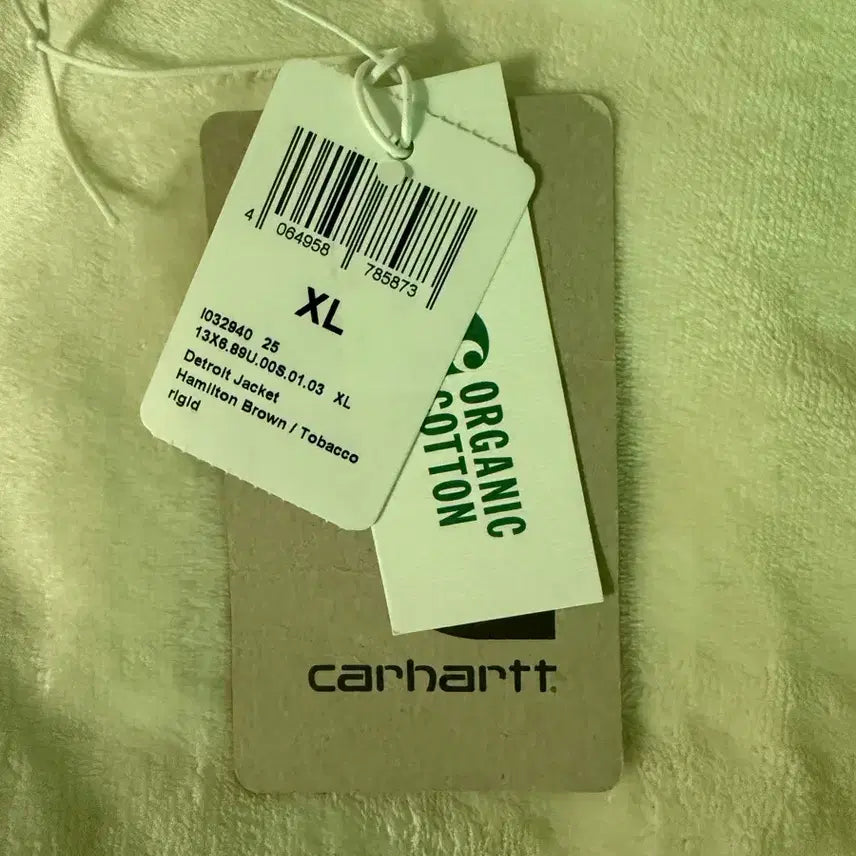 4 064958 785873
XL
I032940 25
13X6.89U.00S.01.03 XL
Detroit Jacket
Hamilton Brown / Tobacco
rigid
ORGANIC
COTTON
carhartt.